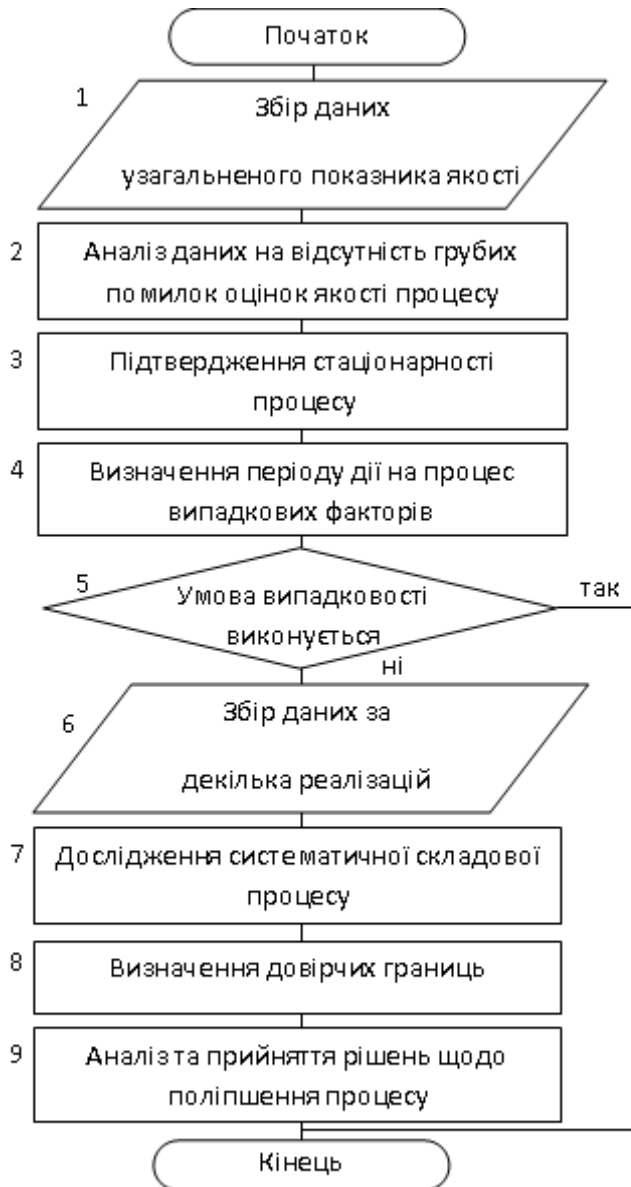 Початок
1
Збір даних
узагальненого показника якості
2
Аналіз даних на відсутність грубих
помилок оцінок якості процесу
3
Підтвердження стаціонарності
процесу
4
Визначення періоду дії на процес
випадкових факторів
5
Умова випадковості
виконується
так
ні
6
Збір даних за
декілька реалізацій
7
Дослідження систематичної складової
процесу
8
Визначення довірчих границь
9
Аналіз та прийняття рішень щодо
поліпшення процесу
Кінець